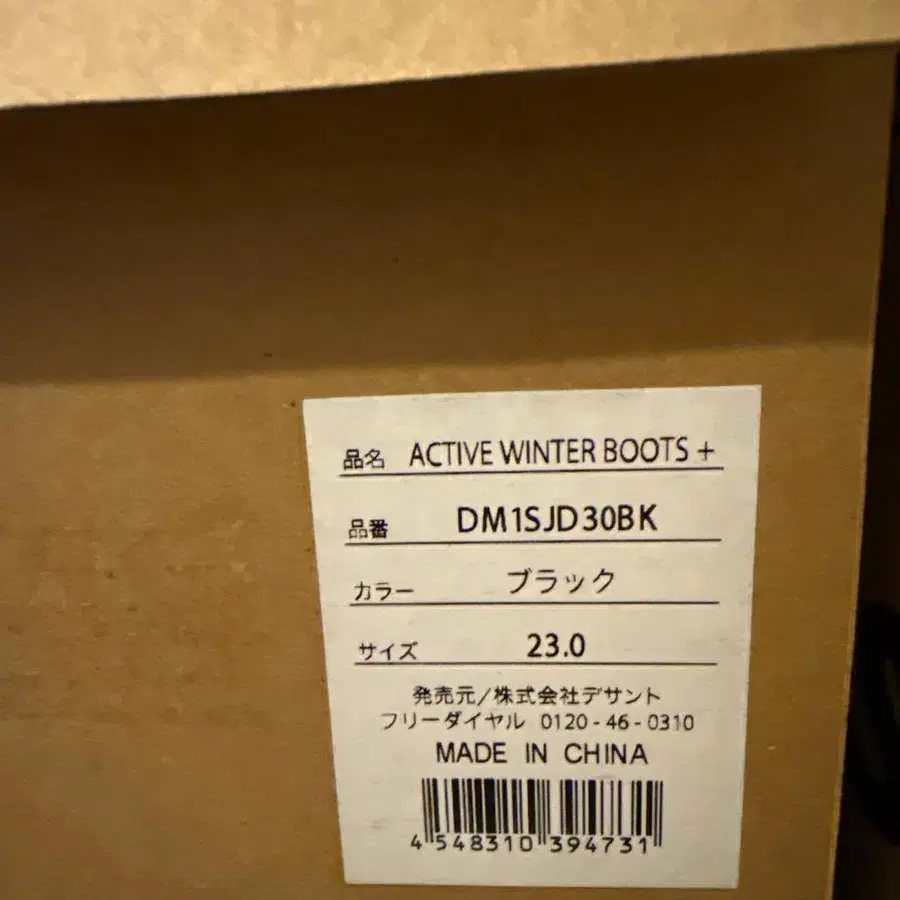 品名 ACTIVE WINTER BOOTS +
品番 DM1SJD30BK
カラー ブラック
サイズ 23.0
発売元/株式会社デサント
フリーダイヤル 0120-46-0310
MADE IN CHINA
4 548310 394731